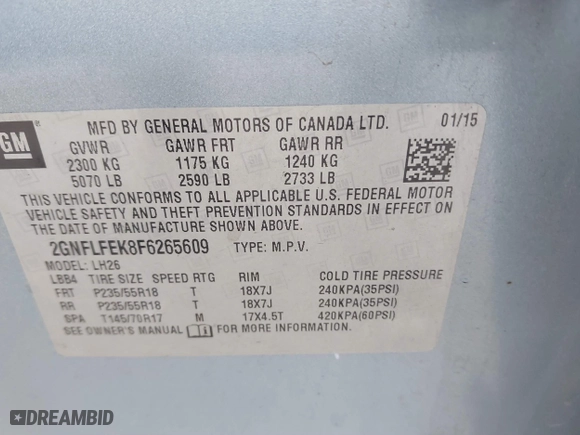 GM
MFD BY GENERAL MOTORS OF CANADA LTD. 01/15
GVWR GAWR FRT GAWR RR
2300 KG 1175 KG 1240 KG
5070 LB 2590 LB 2733 LB
THIS VEHICLE CONFORMS TO ALL APPLICABLE U.S. FEDERAL MOTOR
VEHICLE SAFETY AND THEFT PREVENTION STANDARDS IN EFFECT ON
THE DATE OF MANUFACTURE SHOWN ABOVE.
2GNFLFEK8F6265609 TYPE: M.P.V.
MODEL: LH26
LBB4 TIRE SIZE SPEED RTG RIM COLD TIRE PRESSURE
FRT P235/55R18 T 18X7J 240KPA(35PSI)
RR P235/55R18 T 18X7J 240KPA(35PSI)
SPA T145/70R17 M 17X4.5T 420KPA(60PSI)
SEE OWNER'S MANUAL FOR MORE INFORMATION.
DREAMBID